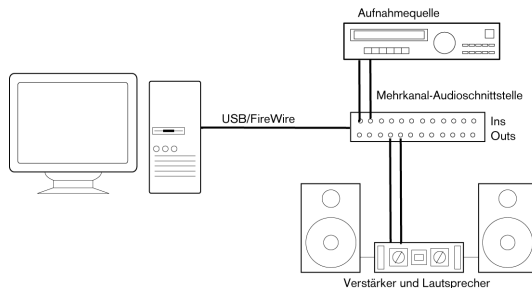 Aufnahmequelle
Mehrkanal-Audioschnittstelle
USB/FireWire
Ins
Outs
Verstärker und Lautsprecher